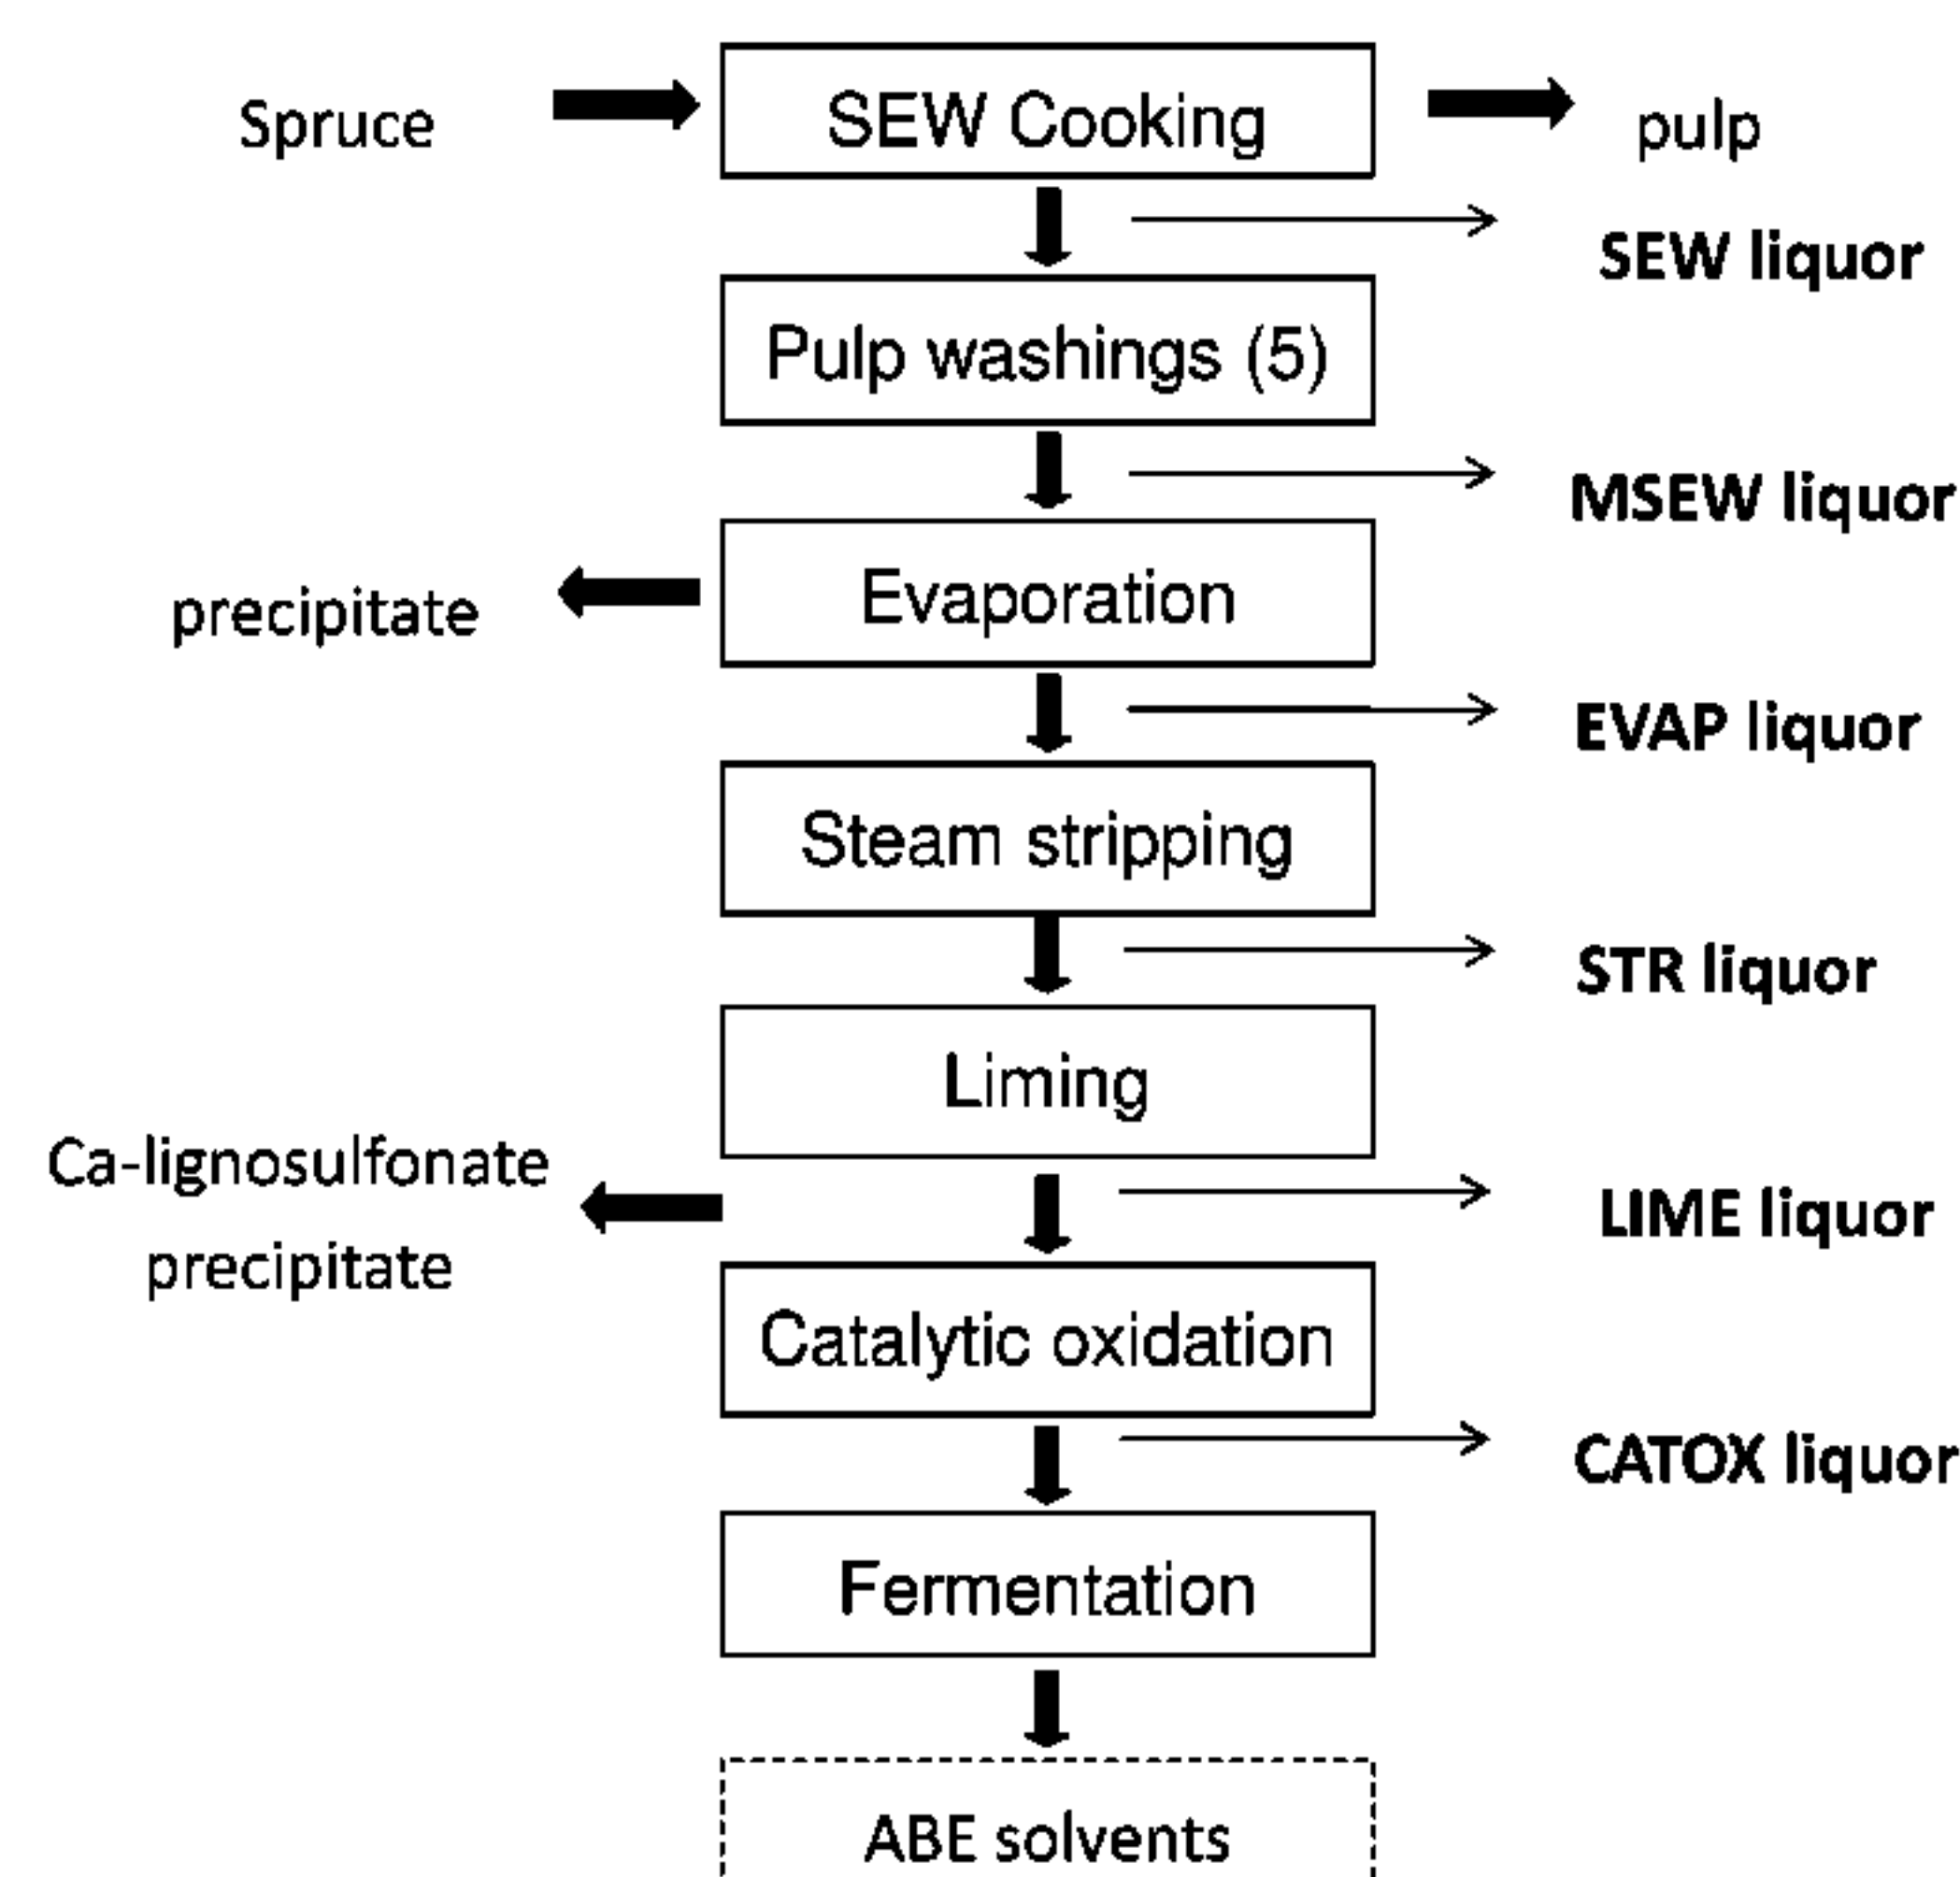 Spruce
SEW Cooking
pulp
SEW liquor
Pulp washings (5)
MSEW liquor
Evaporation
precipitate
EVAP liquor
Steam stripping
STR liquor
Liming
Ca-lignosulfonate
precipitate
LIME liquor
Catalytic oxidation
CATOX liquor
Fermentation
ABE solvents